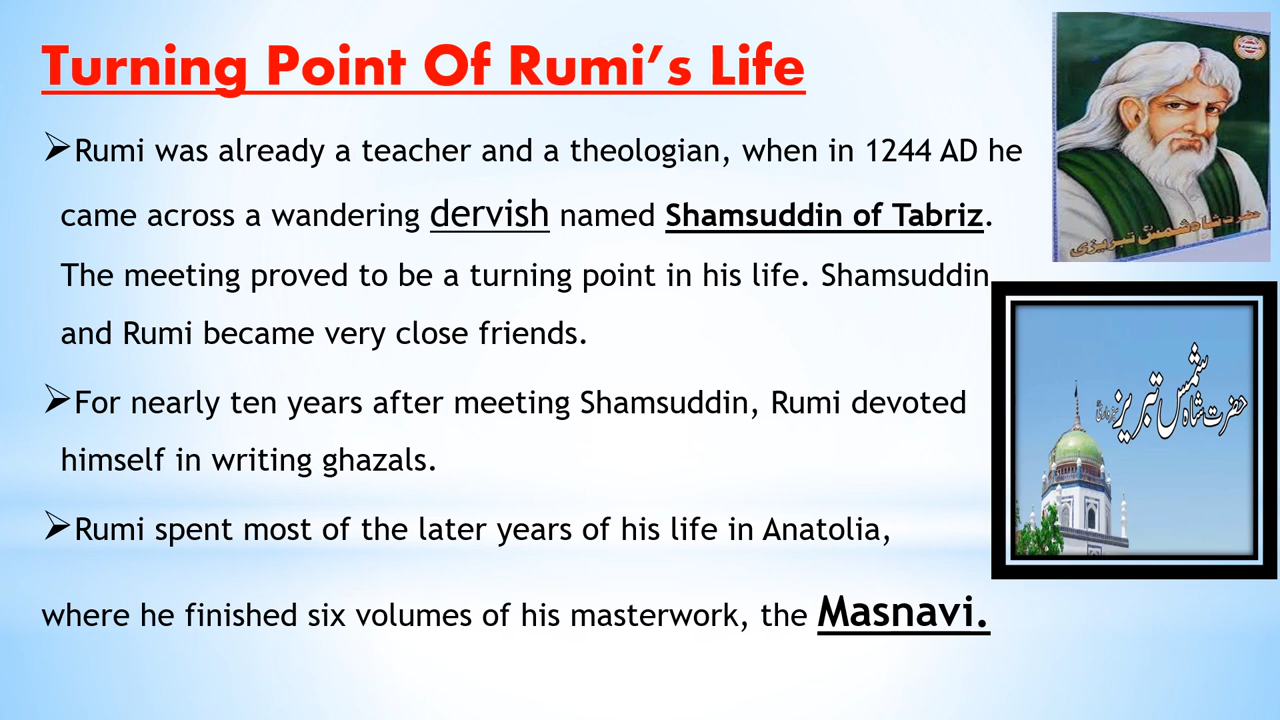 Turning Point Of Rumi’s Life
➢Rumi was already a teacher and a theologian, when in 1244 AD he
came across a wandering dervish named Shamsuddin of Tabriz.
The meeting proved to be a turning point in his life. Shamsuddin
and Rumi became very close friends.
➢For nearly ten years after meeting Shamsuddin, Rumi devoted
himself in writing ghazals.
➢Rumi spent most of the later years of his life in Anatolia,
where he finished six volumes of his masterwork, the Masnavi.
حضرت شاہ شمس تبریزی
حضرت شاہ شمس تبریز